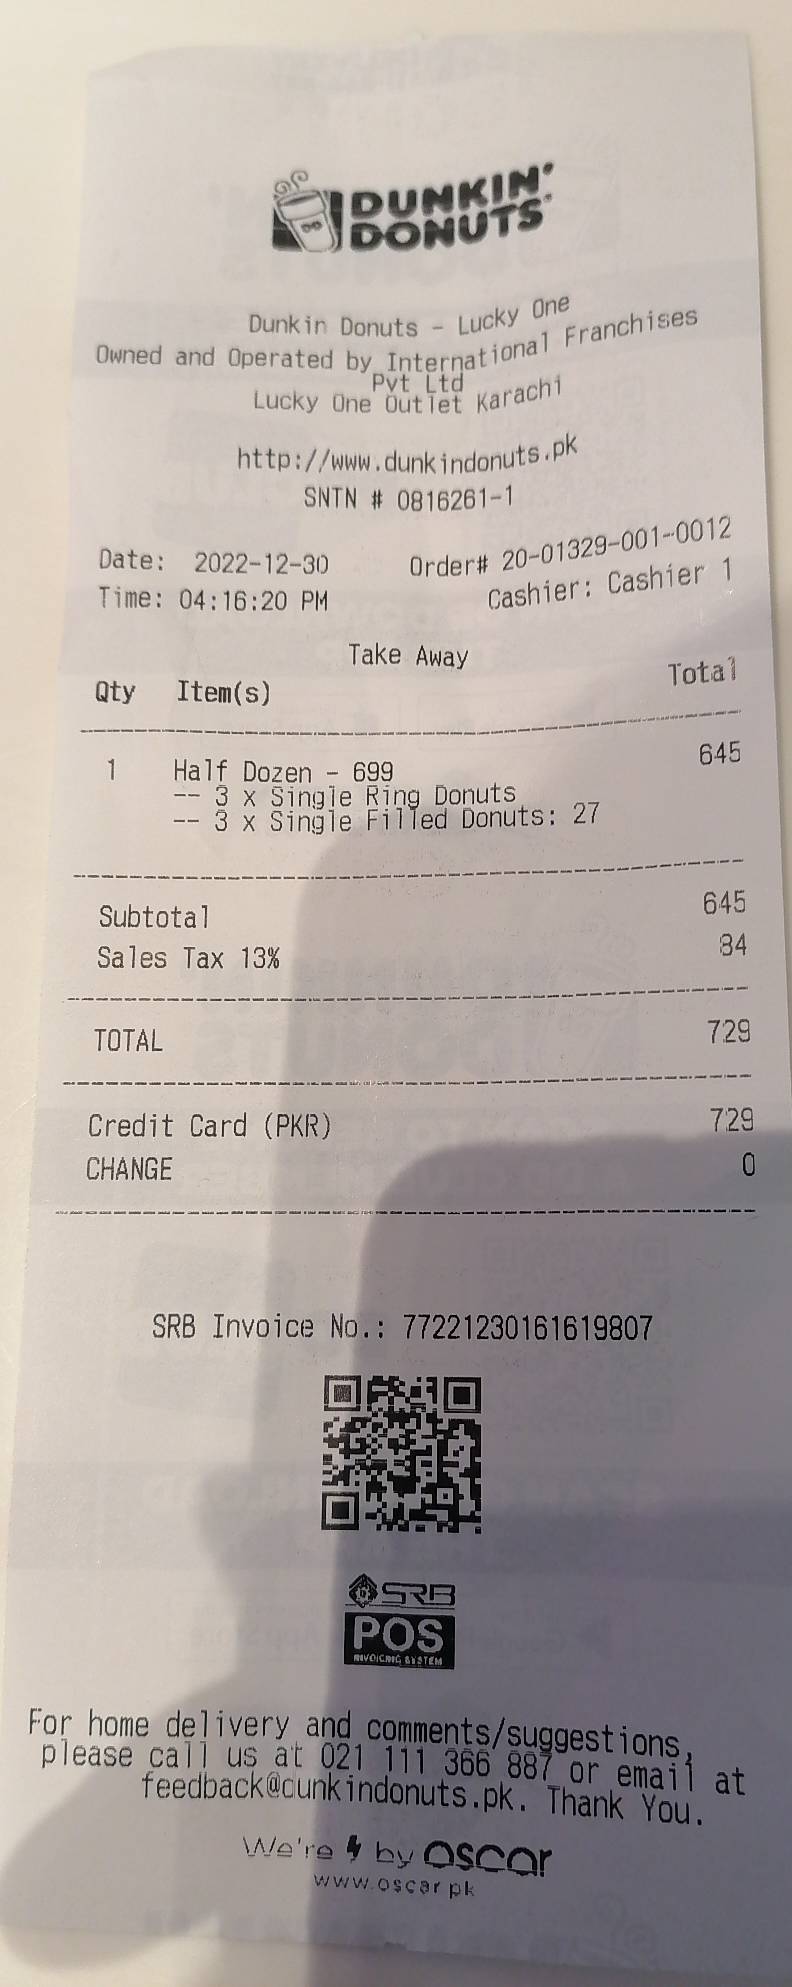 DUNKIN'
DONUTS
Dunkin Donuts - Lucky One
Owned and Operated by International Franchises
Pvt Ltd
Lucky One Outlet Karachi
http://www.dunkindonuts.pk
SNTN # 0816261-1
Date: 2022-12-30 Order# 20-01329-001-0012
Time: 04:16:20 PM Cashier: Cashier 1
Take Away
Qty Item(s) Total
1 Half Dozen - 699 645
-- 3 x Single Ring Donuts
-- 3 x Single Filled Donuts: 27
Subtotal 645
Sales Tax 13% 84
TOTAL 729
Credit Card (PKR) 729
CHANGE 0
SRB Invoice No.: 77221230161619807
SRB
POS
INVOICING SYSTEM
For home delivery and comments/suggestions,
please call us at 021 111 366 887 or email at
feedback@dunkindonuts.pk. Thank You.
We're by oscar
www.oscar.pk